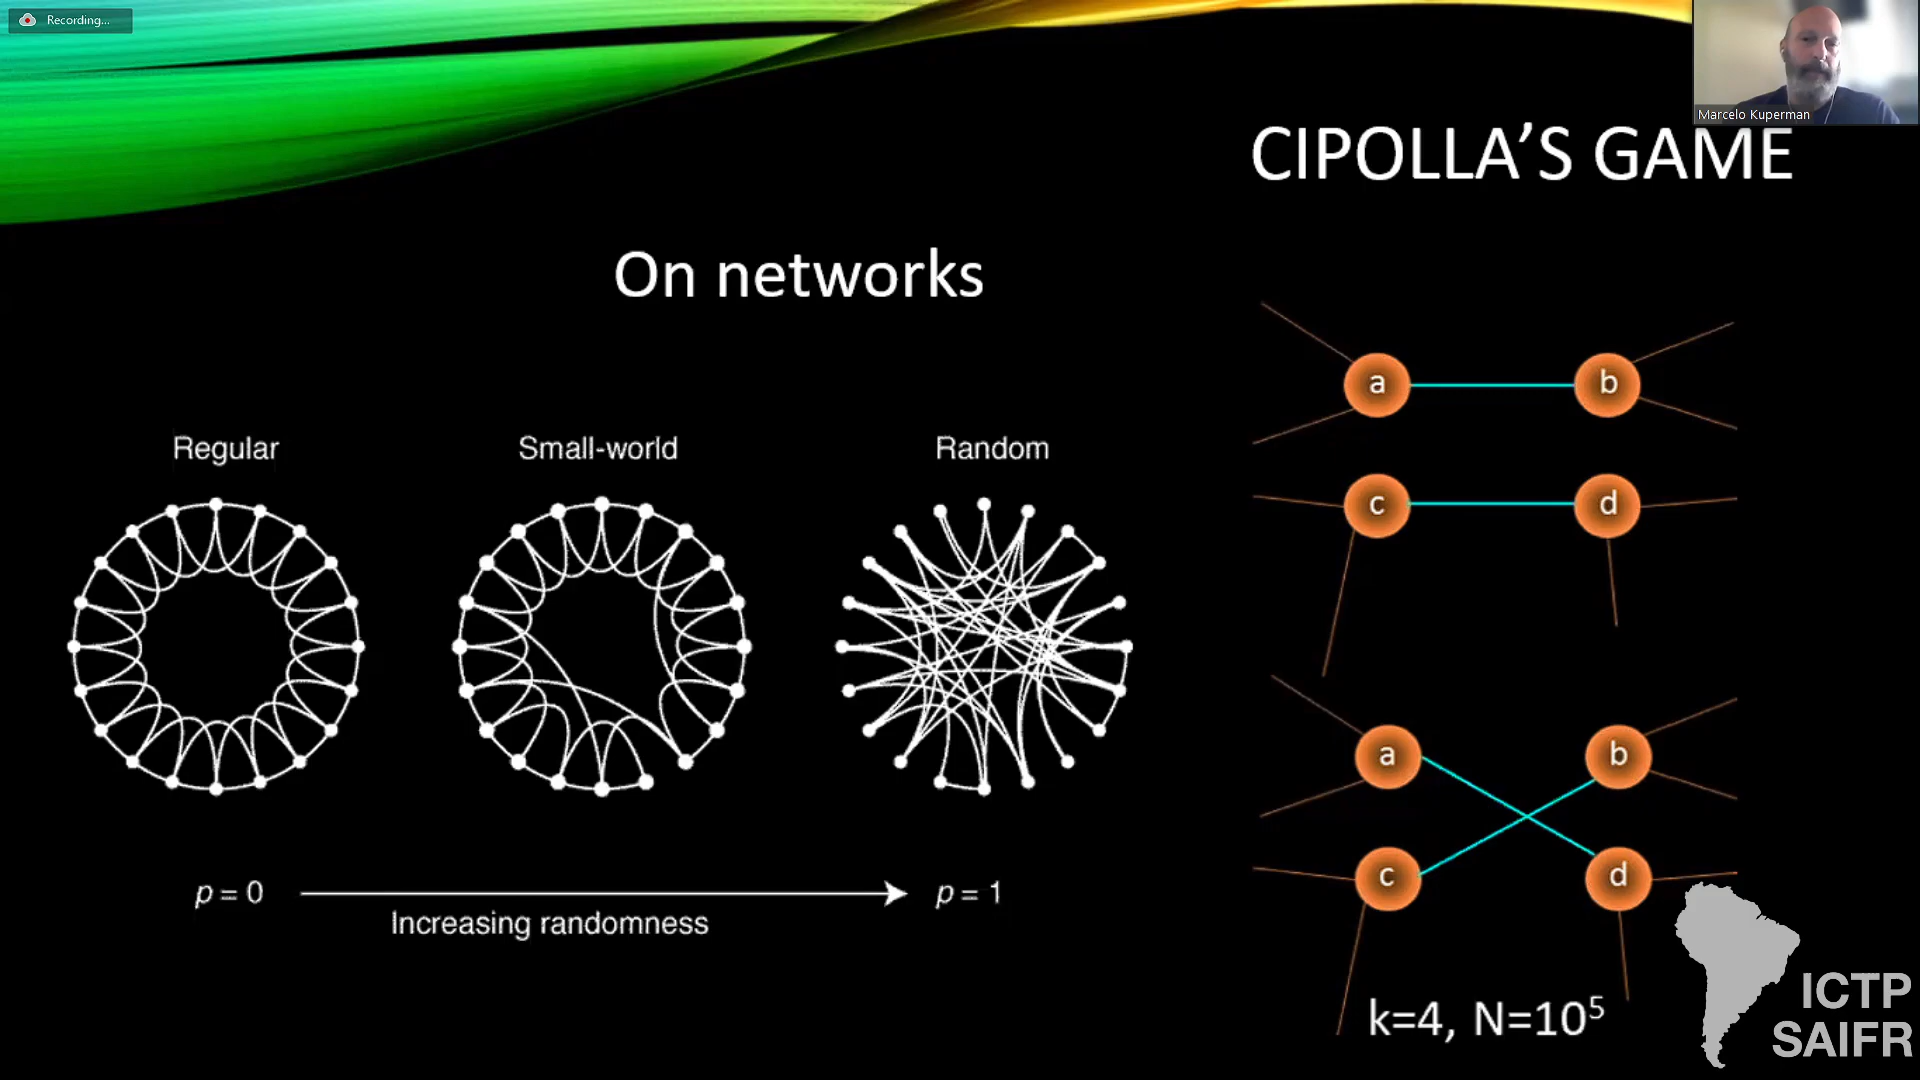 Recording...
Marcelo Kuperman
CIPOLLA'S GAME
On networks
Regular
Small-world
Random
p = 0
p = 1
Increasing randomness
a
b
c
d
a
b
c
d
k=4, N=10⁵
ICTP
SAIFR